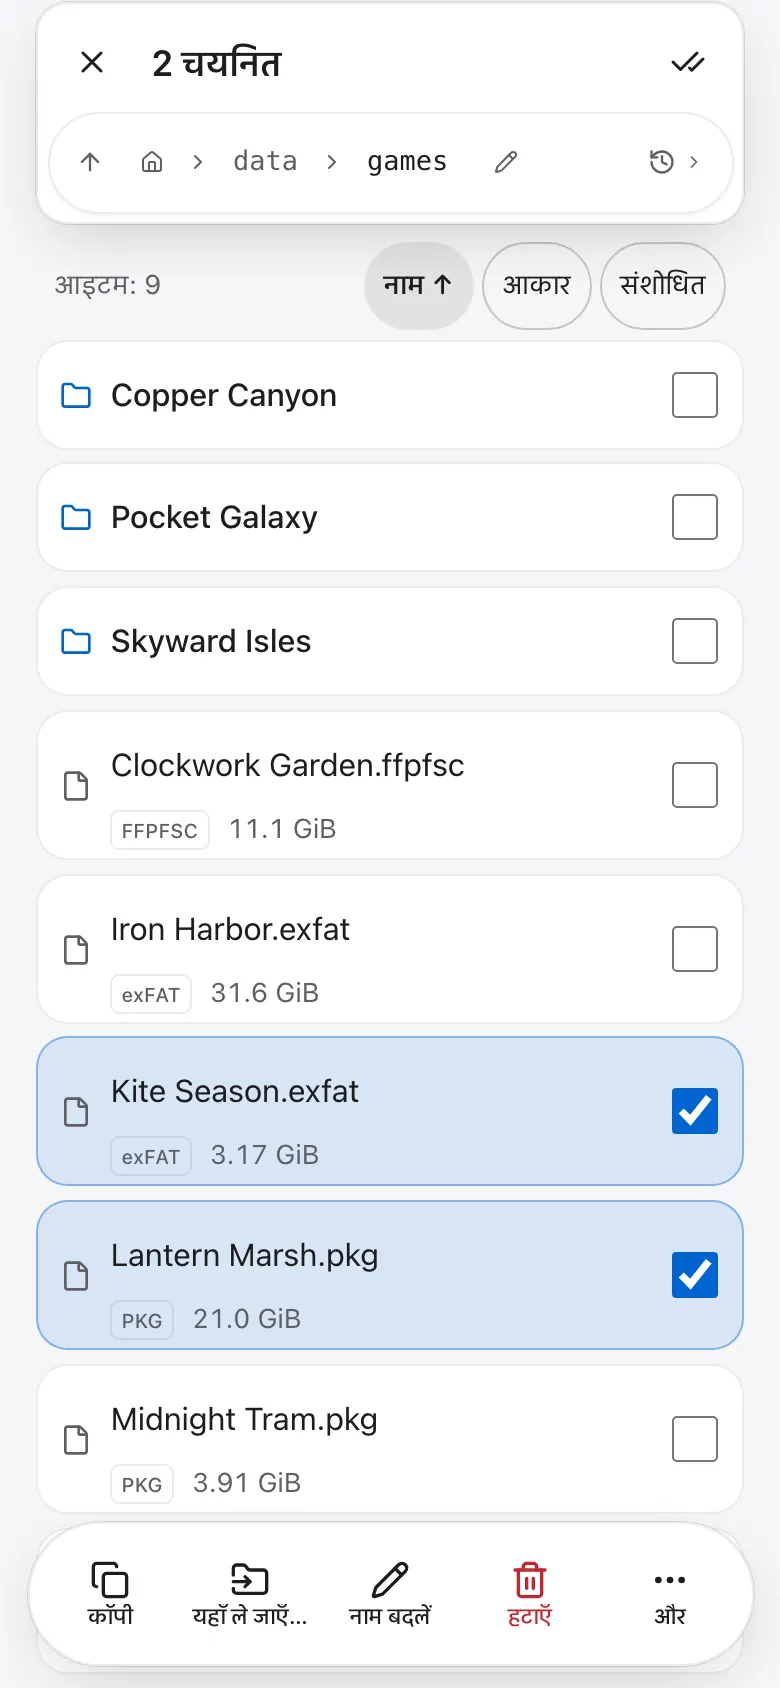 2 चयनित
data > games
आइटम: 9
नाम ↑
आकार
संशोधित
Copper Canyon
Pocket Galaxy
Skyward Isles
Clockwork Garden.ffpfsc
FFPFSC 11.1 GiB
Iron Harbor.exfat
exFAT 31.6 GiB
Kite Season.exfat
exFAT 3.17 GiB
Lantern Marsh.pkg
PKG 21.0 GiB
Midnight Tram.pkg
PKG 3.91 GiB
कॉपी
यहाँ ले जाएँ...
नाम बदलें
हटाएँ
और